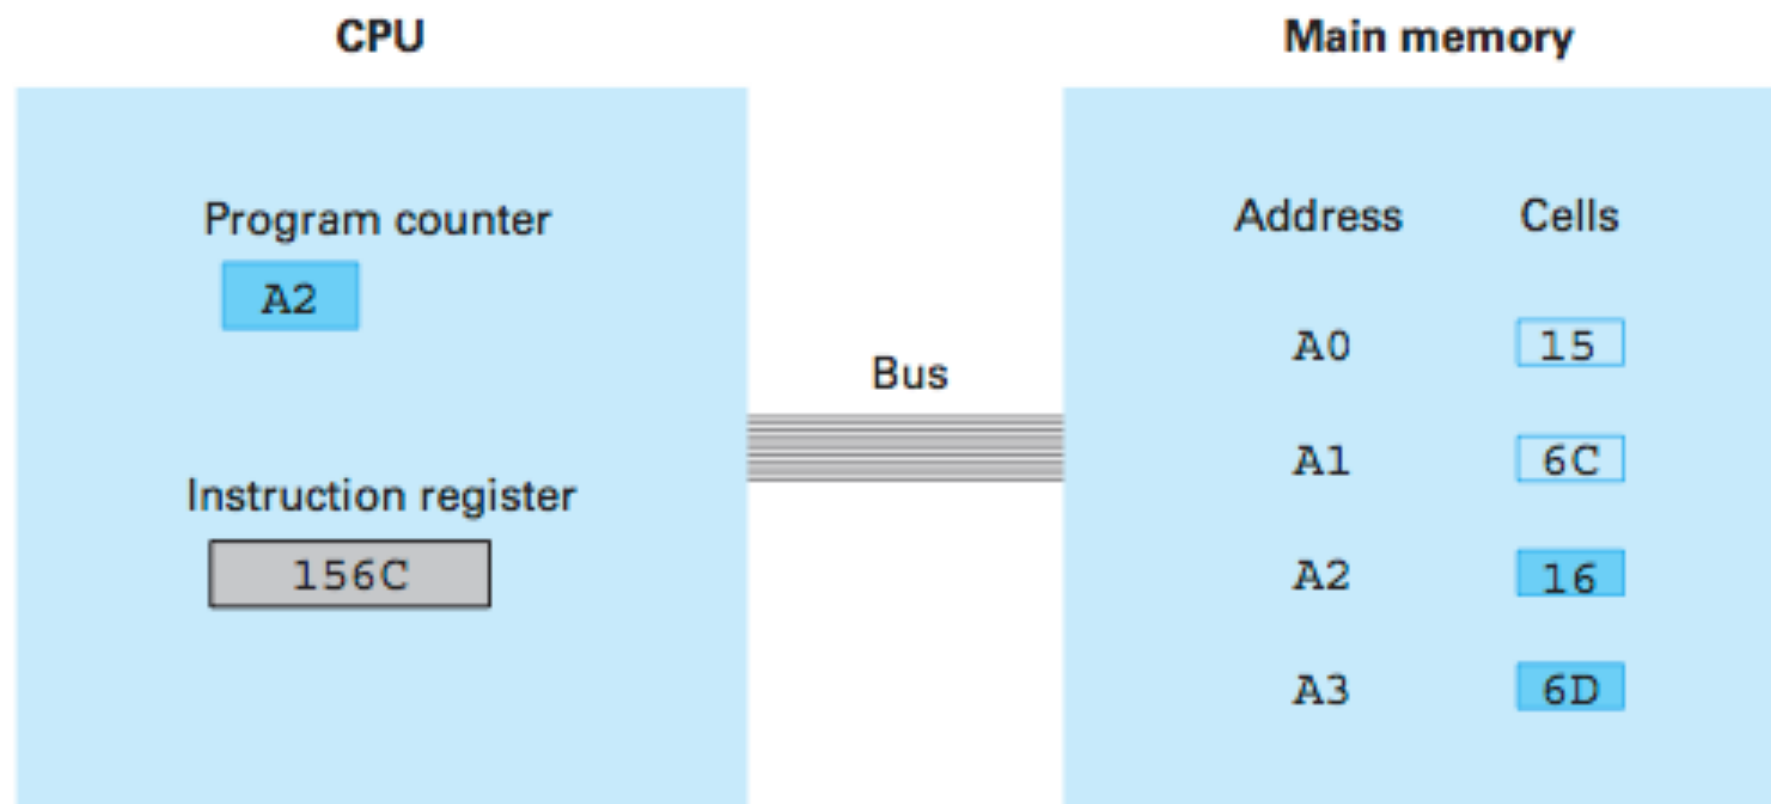 CPU
Main memory
Program counter
A2
Instruction register
156C
Bus
Address Cells
A0 15
A1 6C
A2 16
A3 6D